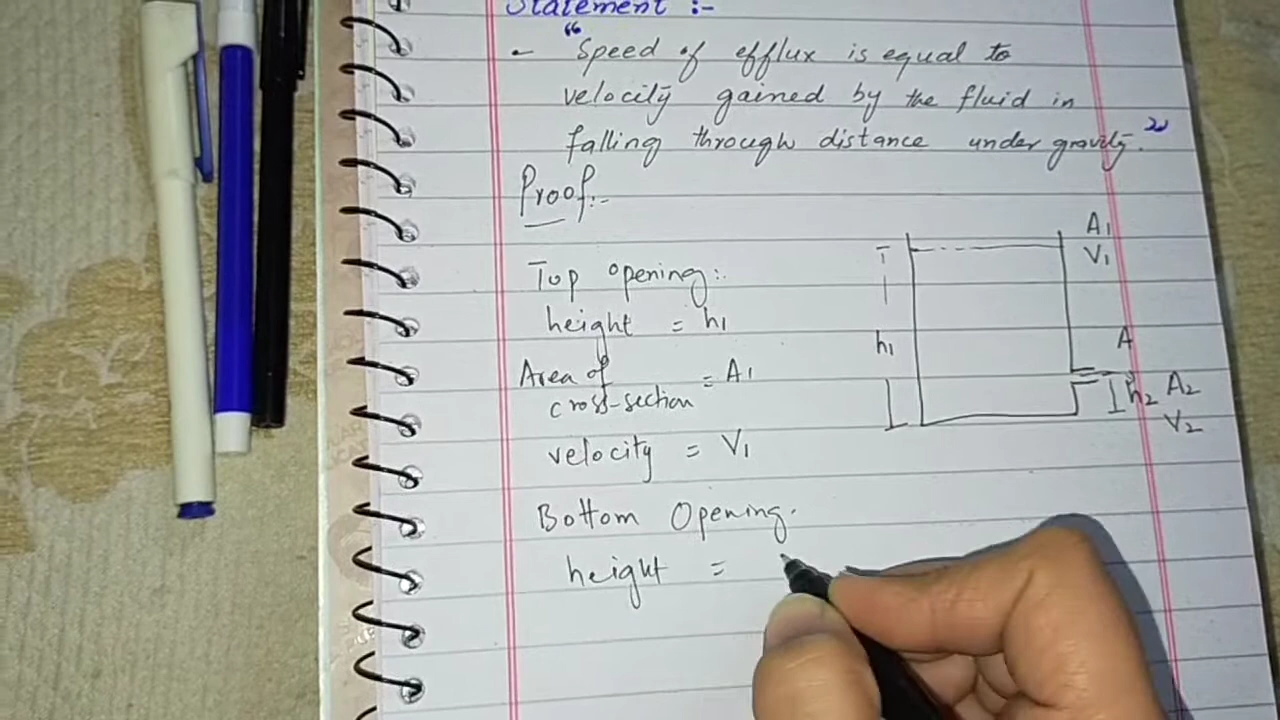 Statement :-
- "Speed of efflux is equal to
velocity gained by the fluid in
falling through distance under gravity."
Proof:-
Top opening:
height = h1
Area of
cross-section = A1
velocity = V1
Bottom Opening.
height =
A1
V1
h1
A
h2 A2
V2